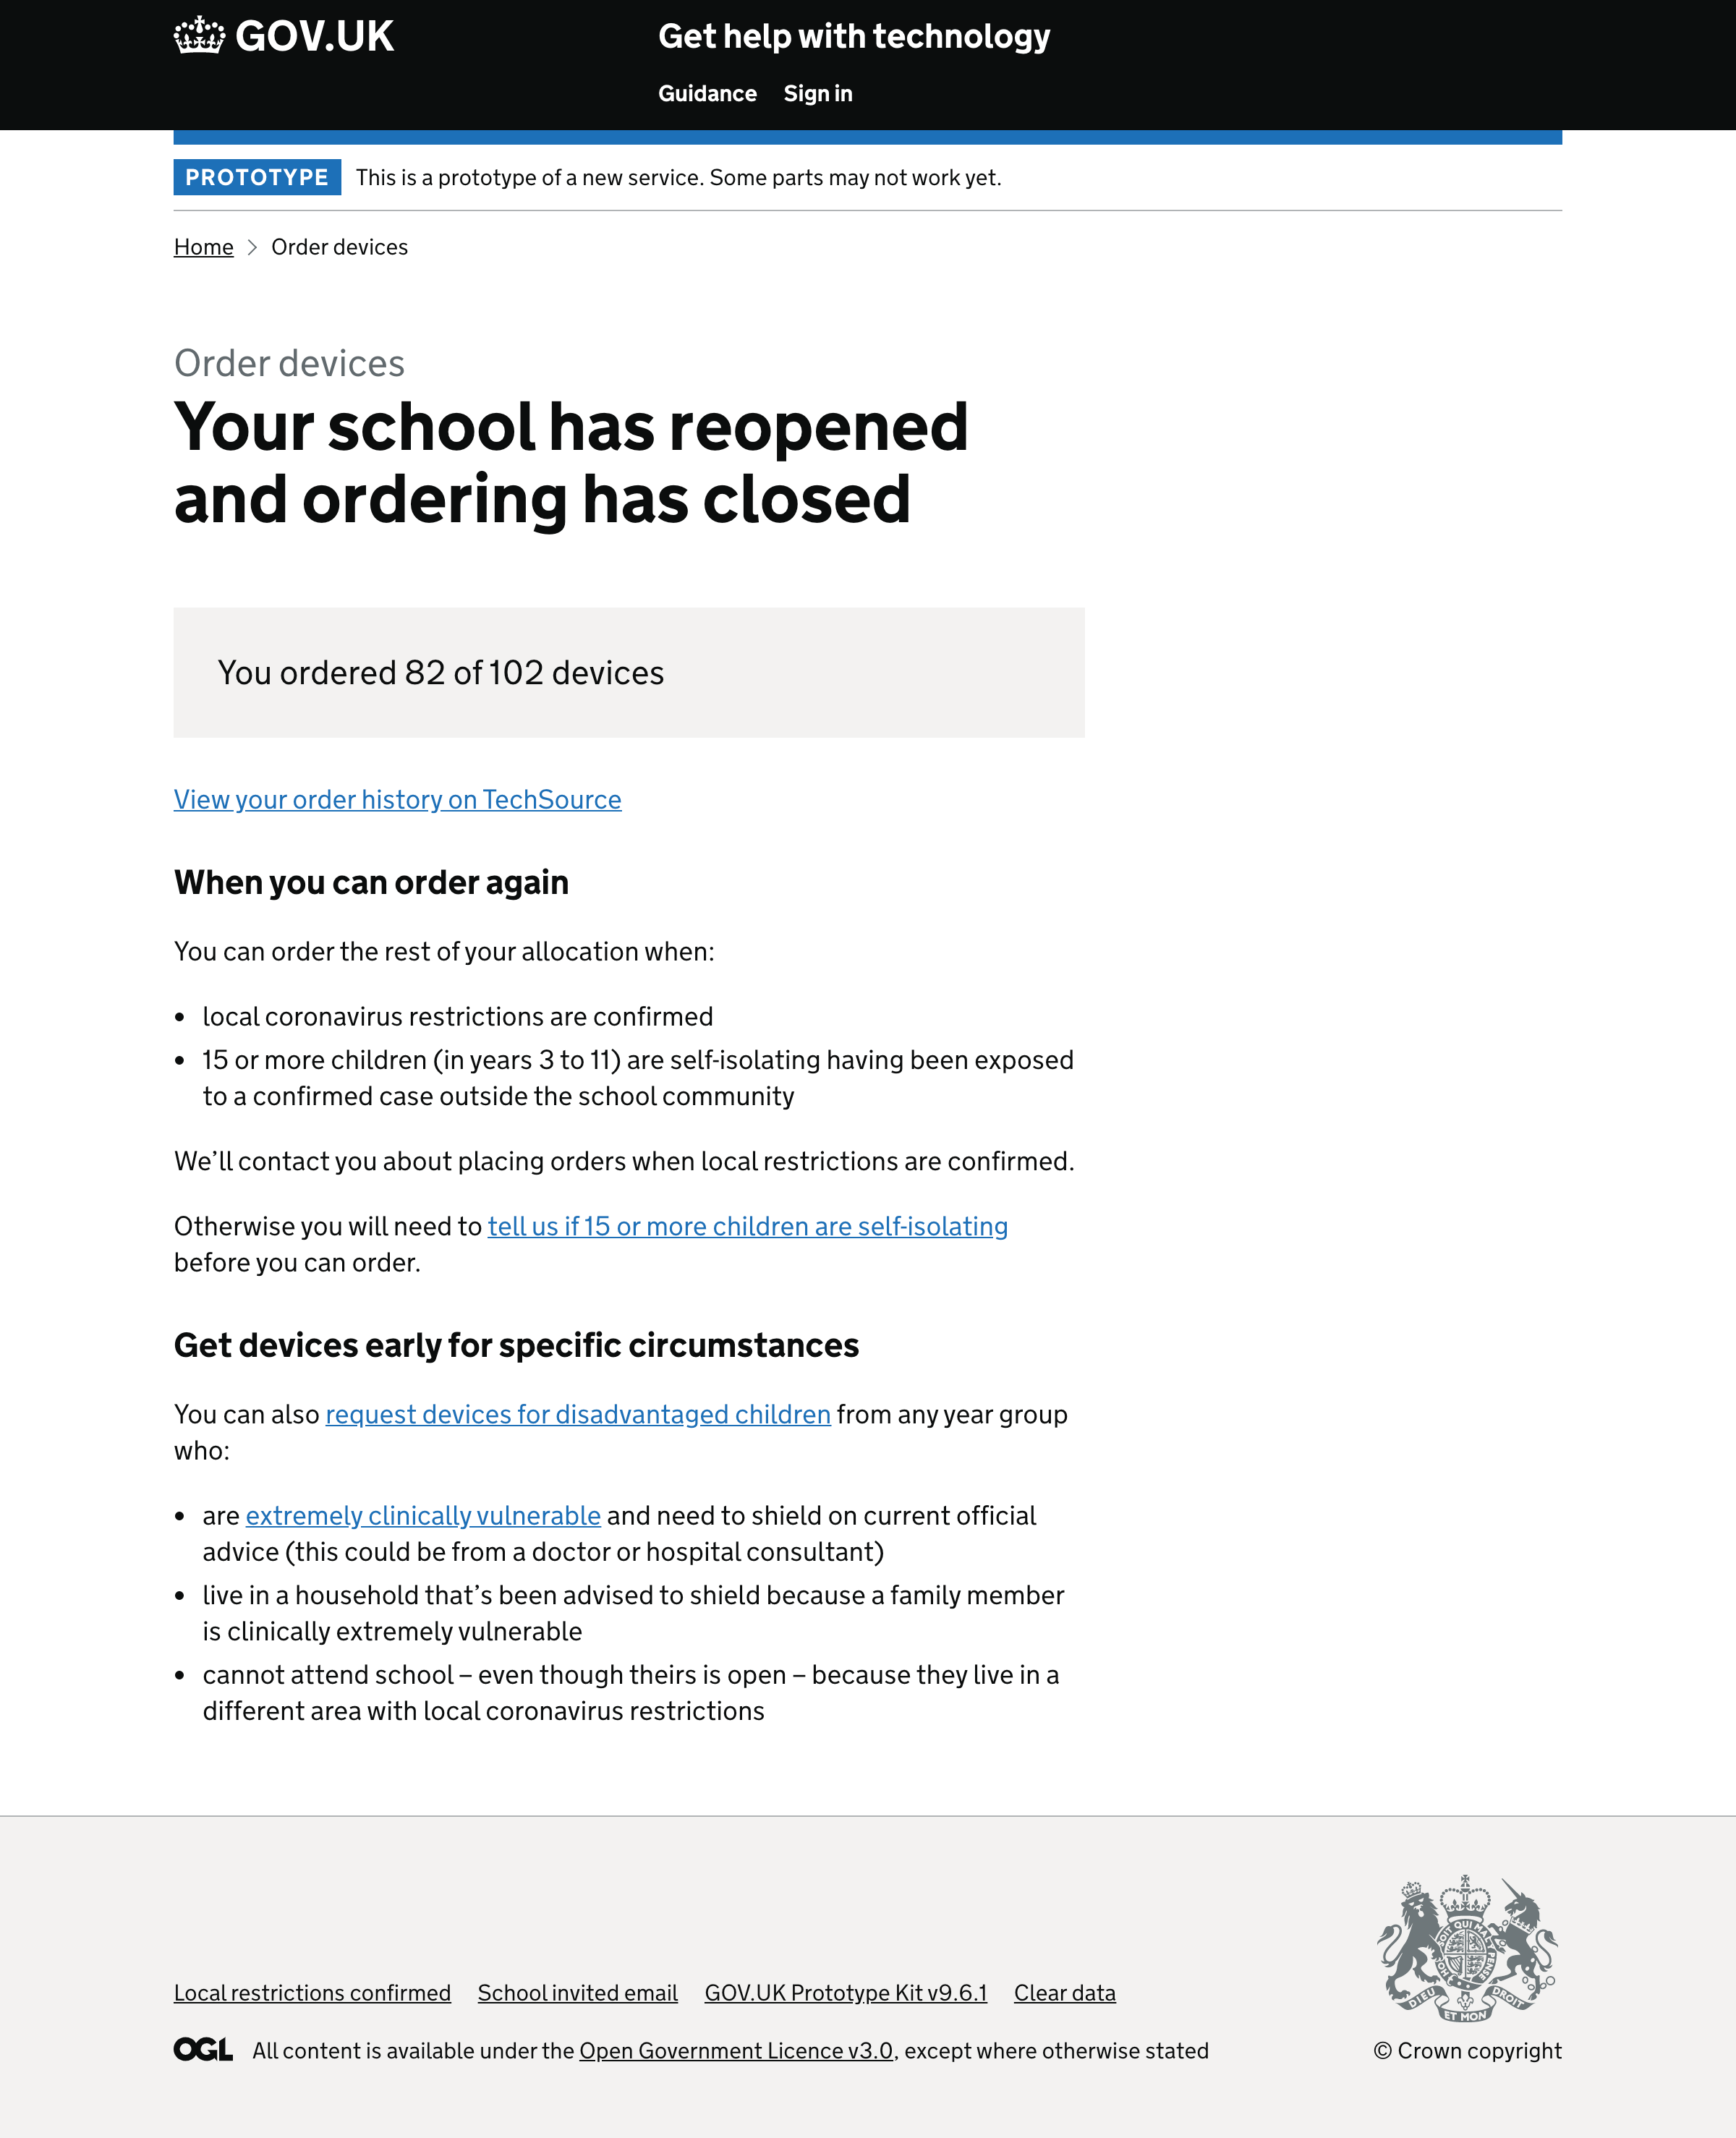 GOV.UK
Get help with technology
Guidance Sign in
PROTOTYPE This is a prototype of a new service. Some parts may not work yet.
Home Order devices
Order devices
Your school has reopened
and ordering has closed
You ordered 82 of 102 devices
View your order history on TechSource
When you can order again
You can order the rest of your allocation when:
• local coronavirus restrictions are confirmed
• 15 or more children (in years 3 to 11) are self-isolating having been exposed
to a confirmed case outside the school community
We’ll contact you about placing orders when local restrictions are confirmed.
Otherwise you will need to tell us if 15 or more children are self-isolating
before you can order.
Get devices early for specific circumstances
You can also request devices for disadvantaged children from any year group
who:
• are extremely clinically vulnerable and need to shield on current official
advice (this could be from a doctor or hospital consultant)
• live in a household that’s been advised to shield because a family member
is clinically extremely vulnerable
• cannot attend school – even though theirs is open – because they live in a
different area with local coronavirus restrictions
Local restrictions confirmed School invited email GOV.UK Prototype Kit v9.6.1 Clear data
OGL All content is available under the Open Government Licence v3.0, except where otherwise stated
DIEU ET MON DROIT
© Crown copyright